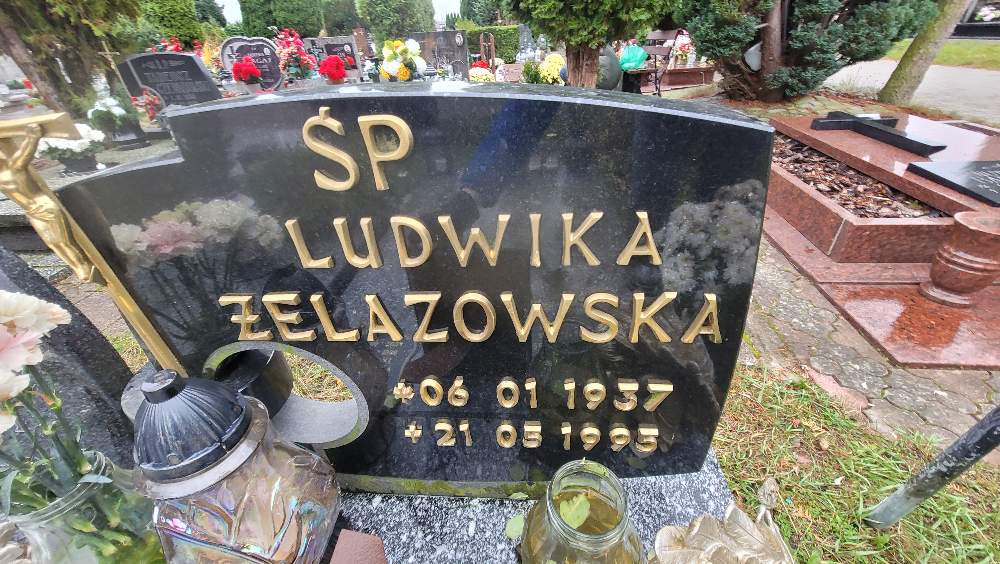 ŚP
LUDWIKA
ŻELAZOWSKA
* 06 01 1937
+ 21 05 1995